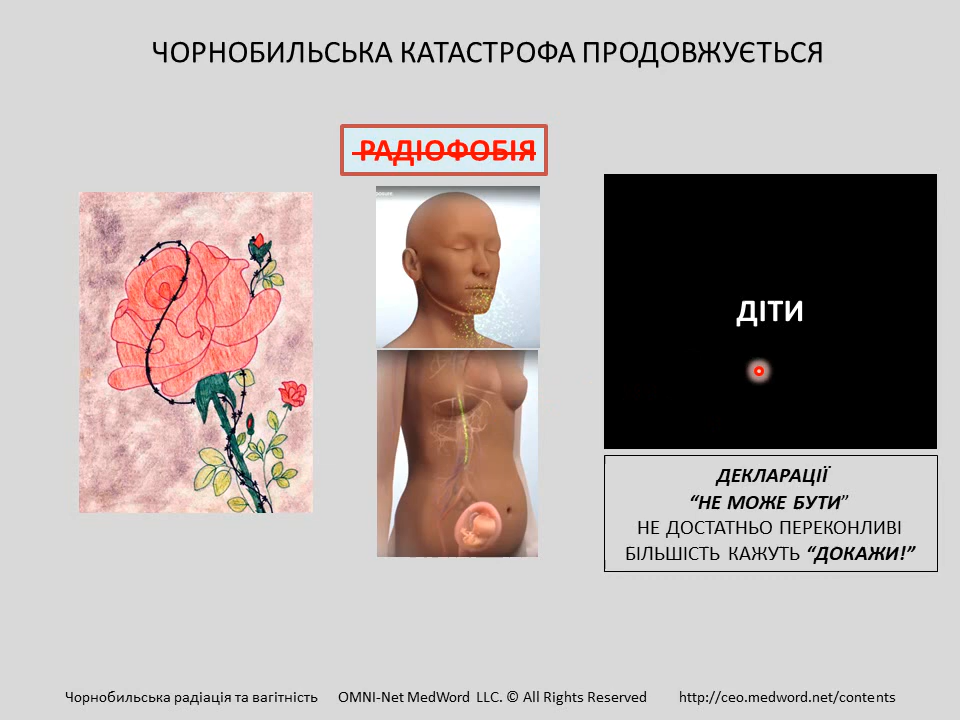 ЧОРНОБИЛЬСЬКА КАТАСТРОФА ПРОДОВЖУЄТЬСЯ
РАДІОФОБІЯ
ДІТИ
ДЕКЛАРАЦІЇ
“НЕ МОЖЕ БУТИ”
НЕ ДОСТАТНЬО ПЕРЕКОНЛИВІ
БІЛЬШІСТЬ КАЖУТЬ “ДОКАЖИ!”
Чорнобильська радіація та вагітність OMNI-Net MedWord LLC. © All Rights Reserved http://ceo.medword.net/contents